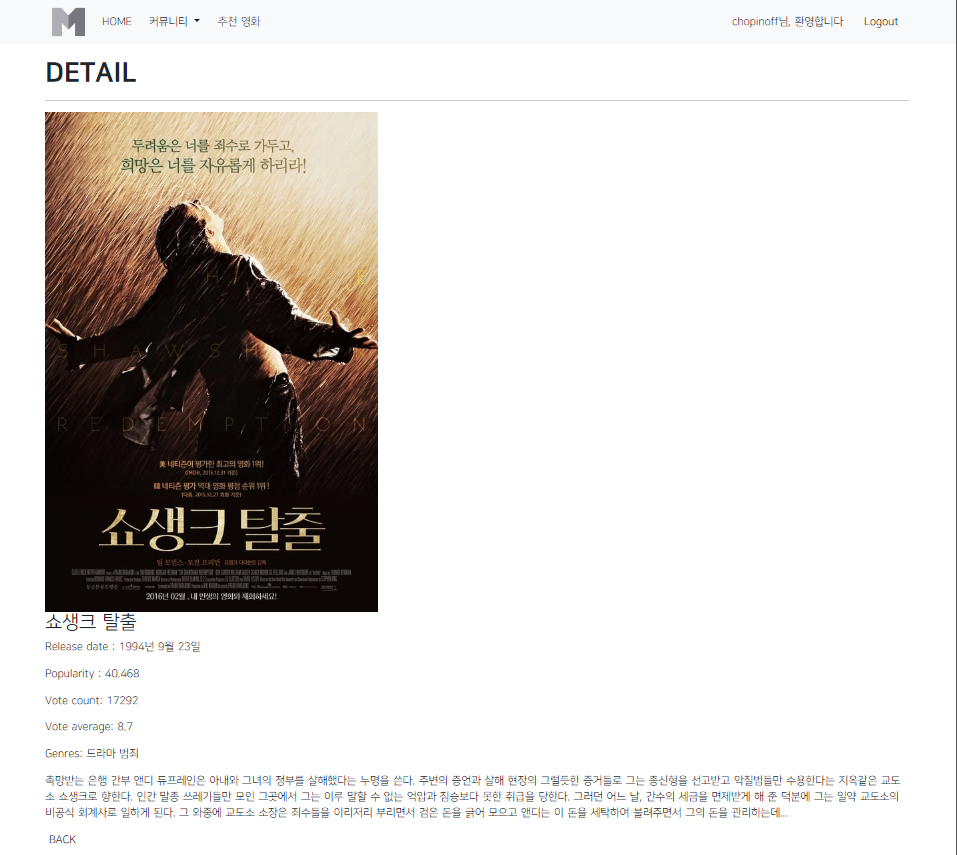 HOME 커뮤니티 추천 영화 chopinoff님, 환영합니다 Logout
DETAIL
두려움은 너를 죄수로 가두고,
희망은 너를 자유롭게 하리라!
SHAWSHA
REDEMPTION
美 네티즌이 평가한 최고의 영화 1위!
(IMDB, 2015.12.31 기준)
韓 네티즌 평가 역대 영화 평점 순위 1위!
쇼생크 탈출
팀 로빈스·모건 프리먼
2016년 02월, 내 인생의 영화와 재회하세요!
쇼생크 탈출
Release date : 1994년 9월 23일
Popularity : 40.468
Vote count: 17292
Vote average: 8.7
Genres: 드라마 범죄
촉망받는 은행 간부 앤디 듀프레인은 아내와 그녀의 정부를 살해했다는 누명을 쓴다. 주변의 증언과 살해 현장의 그럴듯한 증거들로 그는 종신형을 선고받고 악질범들만 수용한다는 지옥같은 교도
소 쇼생크로 향한다. 인간 말종 쓰레기들만 모인 그곳에서 그는 이루 말할 수 없는 억압과 짐승보다 못한 취급을 당한다. 그러던 어느 날, 간수의 세금을 면제받게 해 준 덕분에 그는 일약 교도소의
비공식 회계사로 일하게 된다. 그 와중에 교도소 소장은 죄수들을 이리저리 부리면서 검은 돈을 긁어 모으고 앤디는 이 돈을 세탁하여 불려주면서 그의 돈을 관리하는데...
BACK